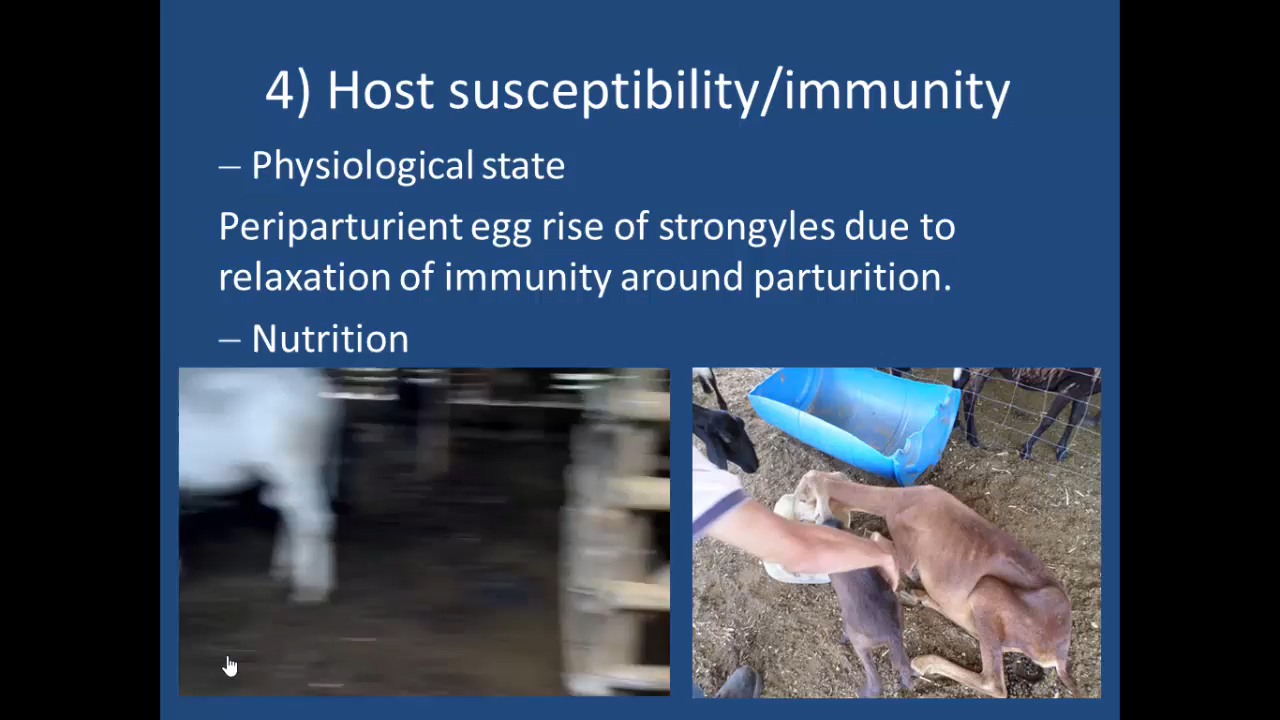 4) Host susceptibility/immunity
– Physiological state
Periparturient egg rise of strongyles due to
relaxation of immunity around parturition.
– Nutrition